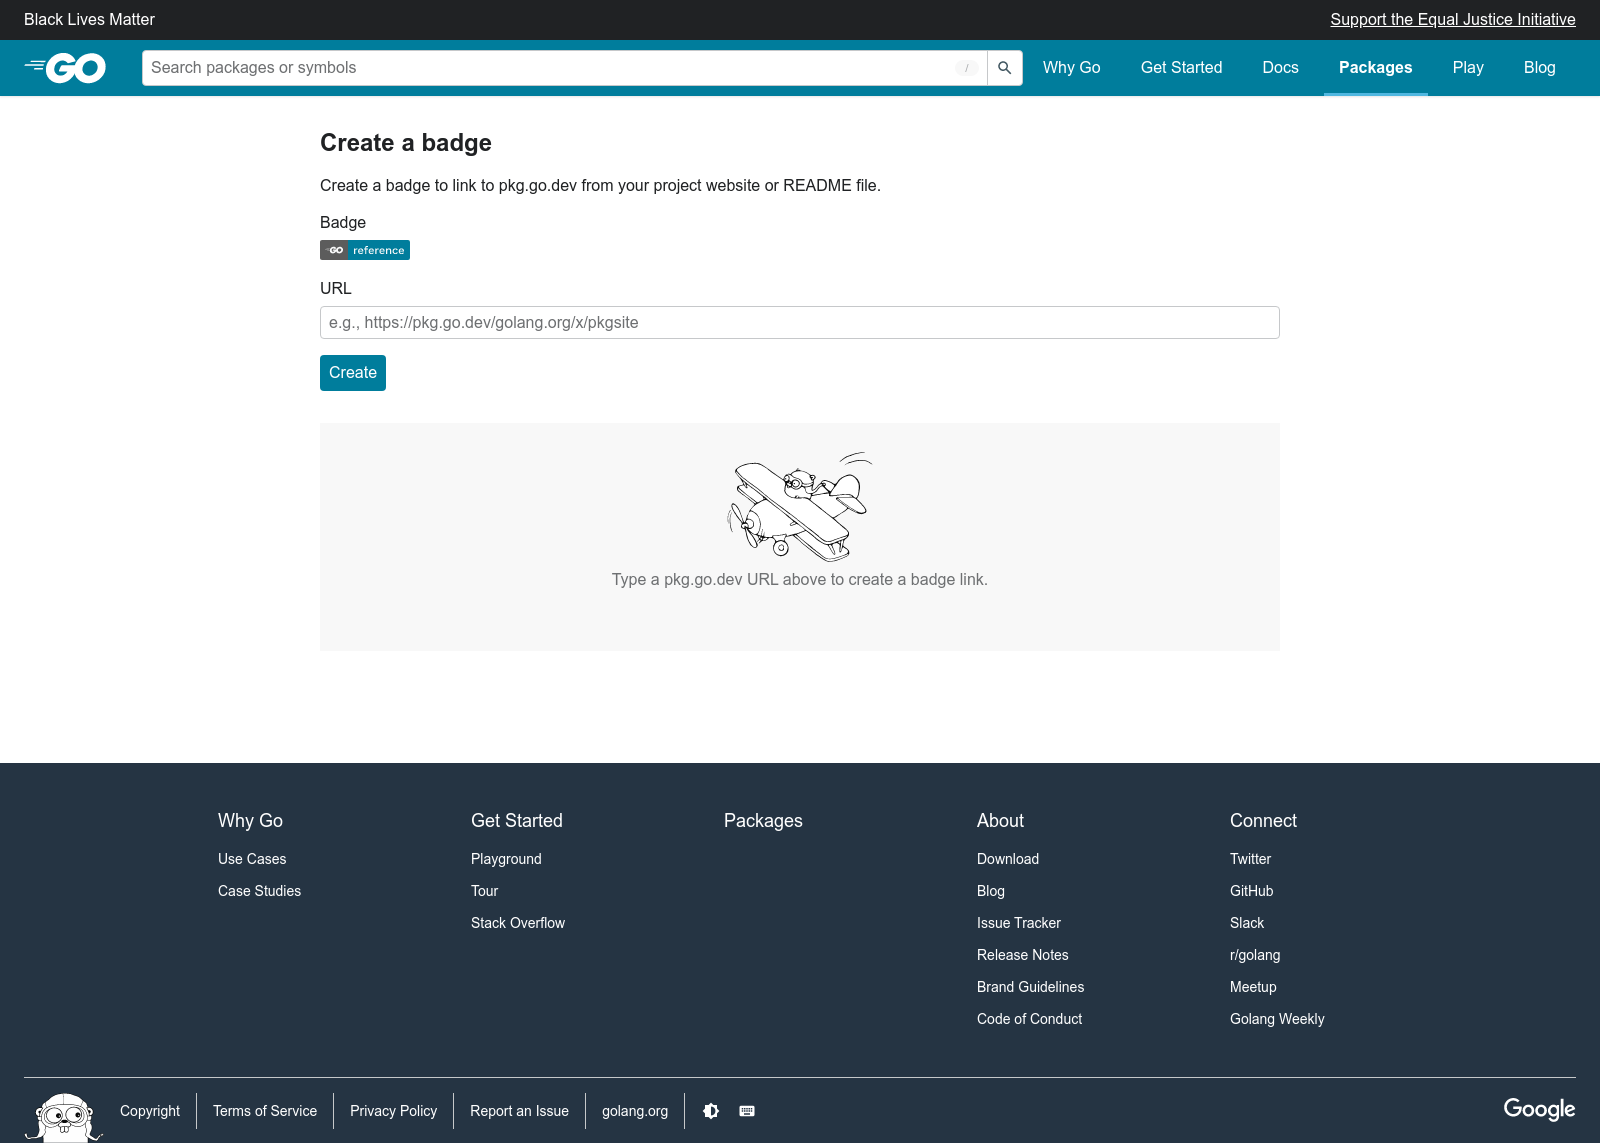 Black Lives Matter
Support the Equal Justice Initiative
GO
Search packages or symbols
/
Why Go
Get Started
Docs
Packages
Play
Blog
Create a badge
Create a badge to link to pkg.go.dev from your project website or README file.
Badge
GO reference
URL
e.g., https://pkg.go.dev/golang.org/x/pkgsite
Create
Type a pkg.go.dev URL above to create a badge link.
Why Go
Use Cases
Case Studies
Get Started
Playground
Tour
Stack Overflow
Packages
About
Download
Blog
Issue Tracker
Release Notes
Brand Guidelines
Code of Conduct
Connect
Twitter
GitHub
Slack
r/golang
Meetup
Golang Weekly
Copyright
Terms of Service
Privacy Policy
Report an Issue
golang.org
Google